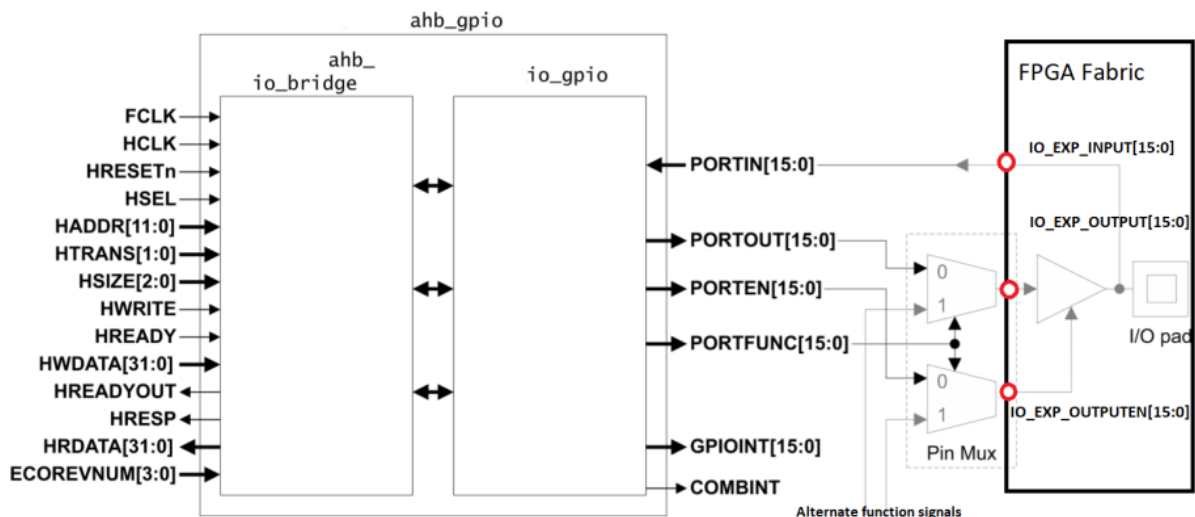 ahb_gpio
ahb_
io_bridge
io_gpio
FPGA Fabric
FCLK
HCLK
HRESETn
HSEL
HADDR[11:0]
HTRANS[1:0]
HSIZE[2:0]
HWRITE
HREADY
HWDATA[31:0]
HREADYOUT
HRESP
HRDATA[31:0]
ECOREVNUM[3:0]
PORTIN[15:0]
PORTOUT[15:0]
PORTEN[15:0]
PORTFUNC[15:0]
GPIOINT[15:0]
COMBINT
0
1
0
1
Pin Mux
Alternate function signals
IO_EXP_INPUT[15:0]
IO_EXP_OUTPUT[15:0]
I/O pad
IO_EXP_OUTPUTEN[15:0]